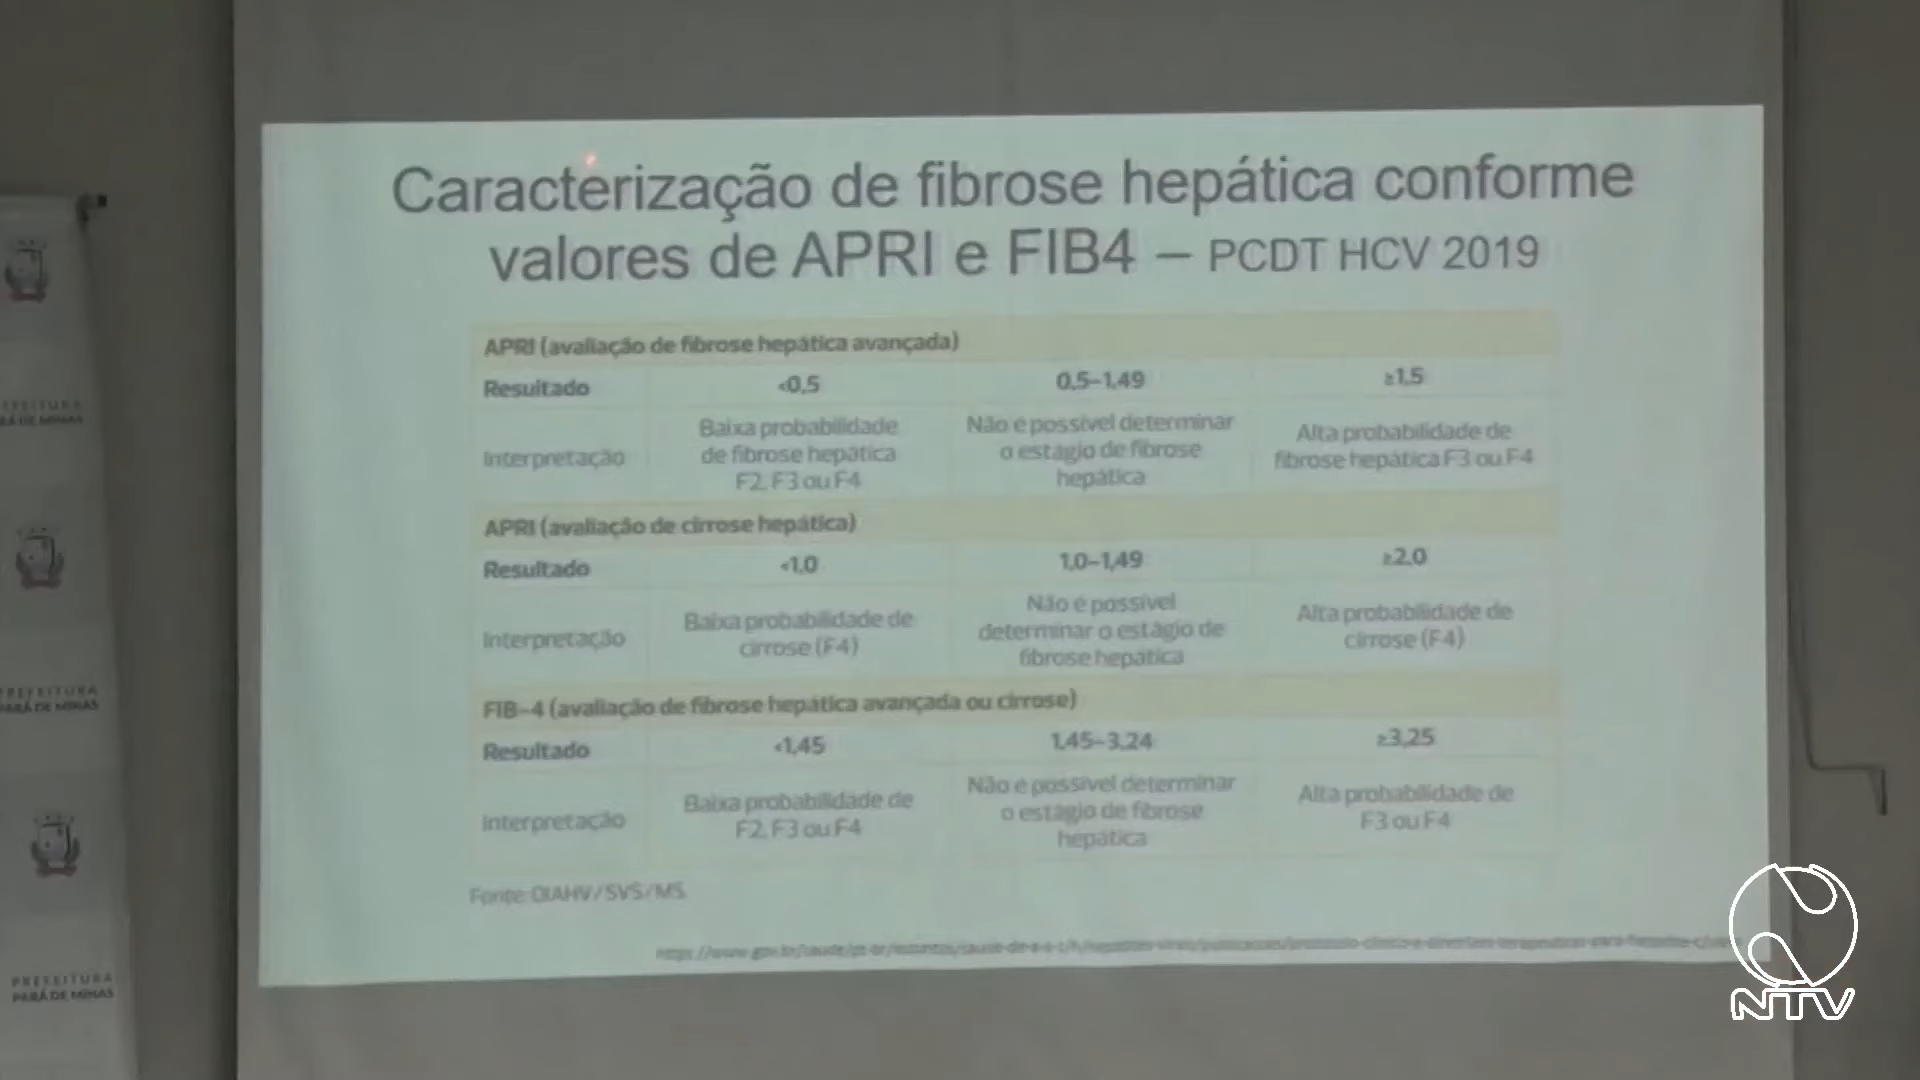 Caracterização de fibrose hepática conforme
valores de APRI e FIB4 – PCDT HCV 2019
APRI (avaliação de fibrose hepática avançada)
Resultado <0,5 0,5–1,49 ≥1,5
Interpretação
Baixa probabilidade
de fibrose hepática
F2, F3 ou F4
Não é possível determinar
o estágio de fibrose
hepática
Alta probabilidade de
fibrose hepática F3 ou F4
APRI (avaliação de cirrose hepática)
Resultado <1,0 1,0–1,49 ≥2,0
Interpretação
Baixa probabilidade de
cirrose (F4)
Não é possível
determinar o estágio de
fibrose hepática
Alta probabilidade de
cirrose (F4)
FIB-4 (avaliação de fibrose hepática avançada ou cirrose)
Resultado <1,45 1,45–3,24 ≥3,25
Interpretação
Baixa probabilidade de
F2, F3 ou F4
Não é possível determinar
o estágio de fibrose
hepática
Alta probabilidade de
F3 ou F4
Fonte: DIAHV/SVS/MS.
PREFEITURA
PARÁ DE MINAS
PREFEITURA
PARÁ DE MINAS
NTV